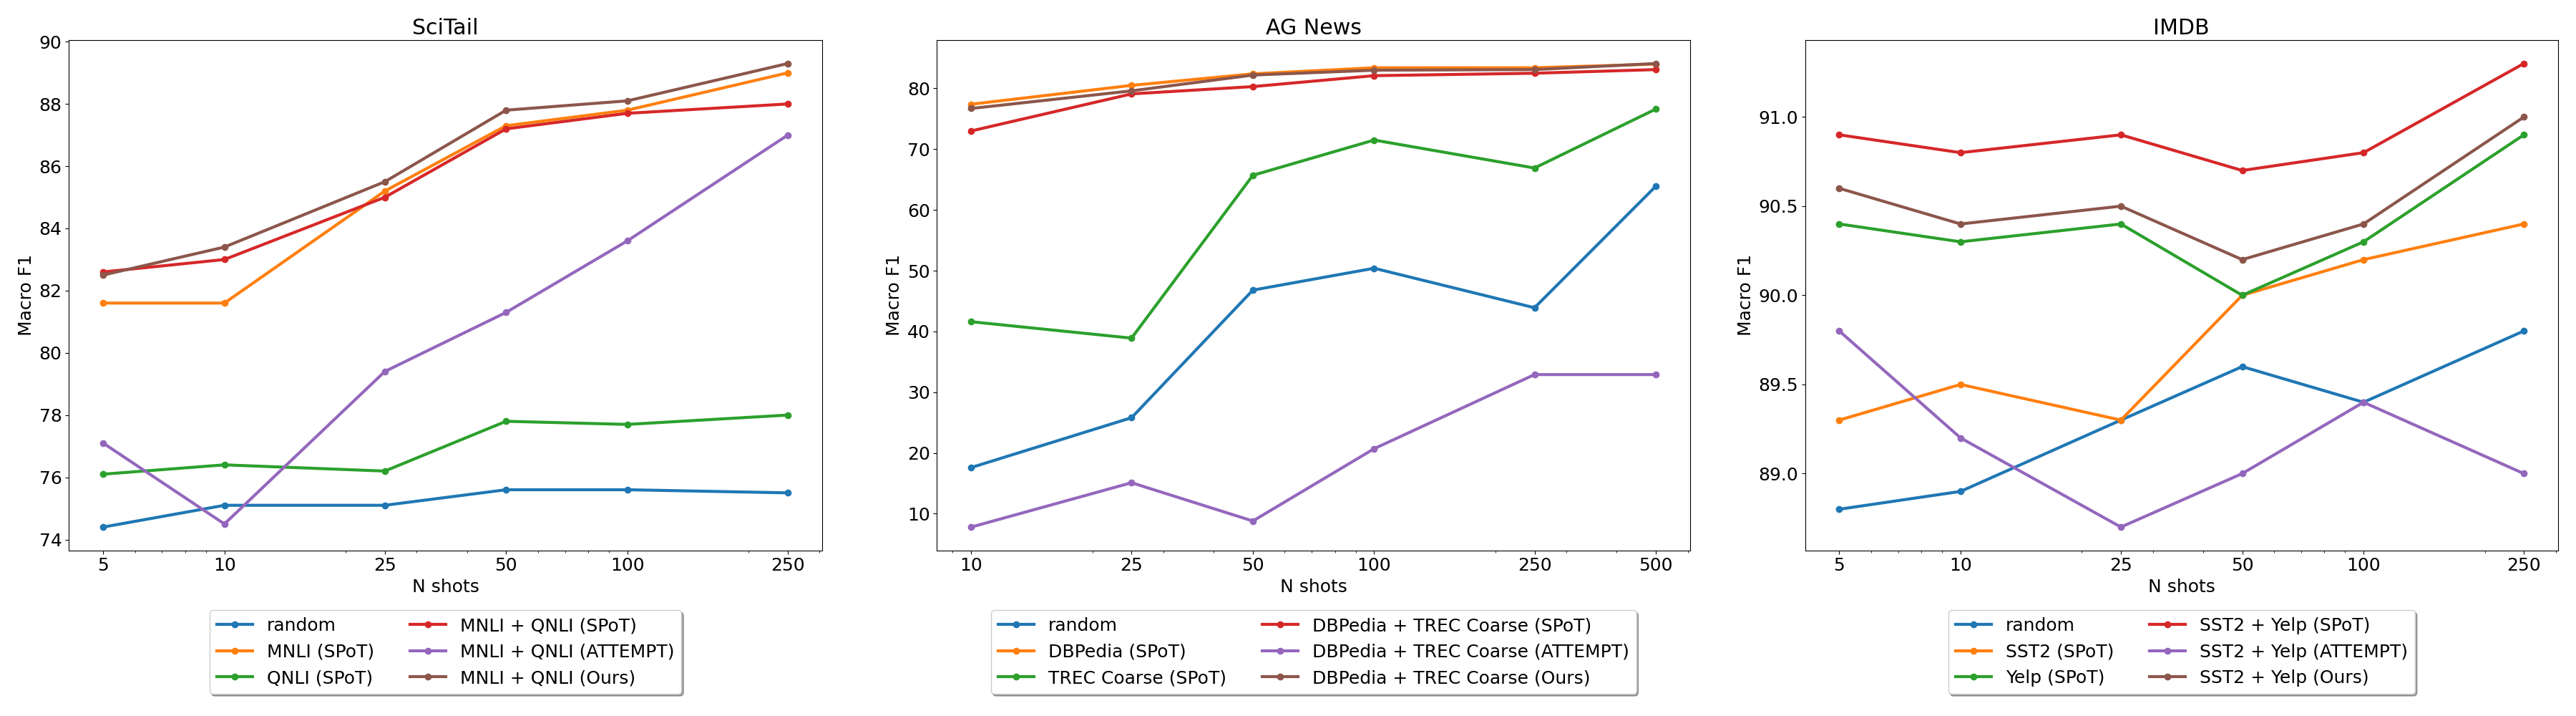 SciTail
90
88
86
84
82
80
78
76
74
Macro F1
5 10 25 50 100 250
N shots
random
MNLI (SPoT)
QNLI (SPoT)
MNLI + QNLI (SPoT)
MNLI + QNLI (ATTEMPT)
MNLI + QNLI (Ours)
AG News
80
70
60
50
40
30
20
10
Macro F1
10 25 50 100 250 500
N shots
random
DBPedia (SPoT)
TREC Coarse (SPoT)
DBPedia + TREC Coarse (SPoT)
DBPedia + TREC Coarse (ATTEMPT)
DBPedia + TREC Coarse (Ours)
IMDB
91.0
90.5
90.0
89.5
89.0
Macro F1
5 10 25 50 100 250
N shots
random
SST2 (SPoT)
Yelp (SPoT)
SST2 + Yelp (SPoT)
SST2 + Yelp (ATTEMPT)
SST2 + Yelp (Ours)